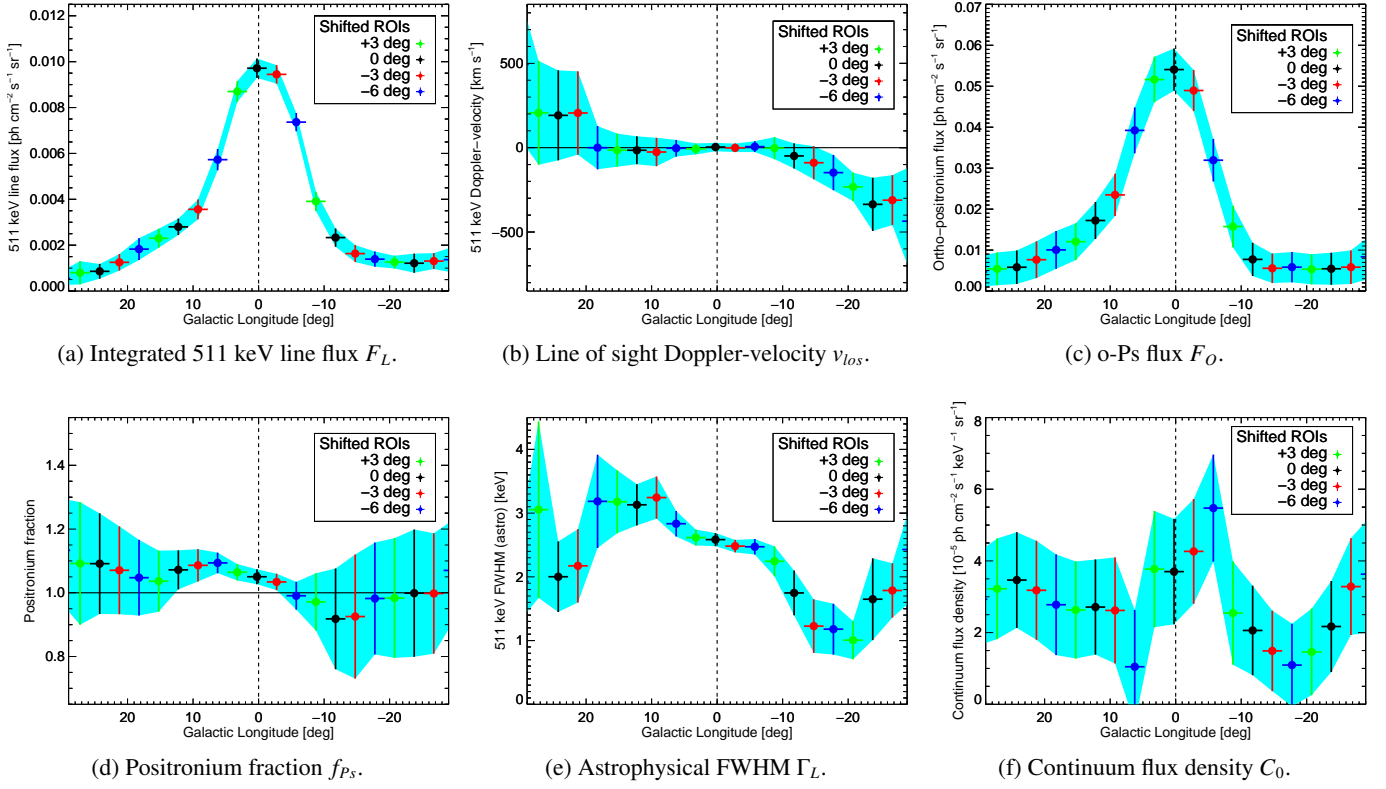 0.012
0.010
0.008
0.006
0.004
0.002
0.000
511 keV line flux [ph cm⁻² s⁻¹ sr⁻¹]
Shifted ROIs
+3 deg
0 deg
−3 deg
−6 deg
20 10 0 −10 −20
Galactic Longitude [deg]
(a) Integrated 511 keV line flux F_L.
500
0
−500
511 keV Doppler−velocity [km s⁻¹]
Shifted ROIs
+3 deg
0 deg
−3 deg
−6 deg
20 10 0 −10 −20
Galactic Longitude [deg]
(b) Line of sight Doppler-velocity v_los.
0.07
0.06
0.05
0.04
0.03
0.02
0.01
0.00
Ortho−positronium flux [ph cm⁻² s⁻¹ sr⁻¹]
Shifted ROIs
+3 deg
0 deg
−3 deg
−6 deg
20 10 0 −10 −20
Galactic Longitude [deg]
(c) o-Ps flux F_O.
1.4
1.2
1.0
0.8
Positronium fraction
Shifted ROIs
+3 deg
0 deg
−3 deg
−6 deg
20 10 0 −10 −20
Galactic Longitude [deg]
(d) Positronium fraction f_Ps.
4
3
2
1
0
511 keV FWHM (astro) [keV]
Shifted ROIs
+3 deg
0 deg
−3 deg
−6 deg
20 10 0 −10 −20
Galactic Longitude [deg]
(e) Astrophysical FWHM Γ_L.
8
6
4
2
0
Continuum flux density [10⁻⁵ ph cm⁻² s⁻¹ keV⁻¹ sr⁻¹]
Shifted ROIs
+3 deg
0 deg
−3 deg
−6 deg
20 10 0 −10 −20
Galactic Longitude [deg]
(f) Continuum flux density C_0.